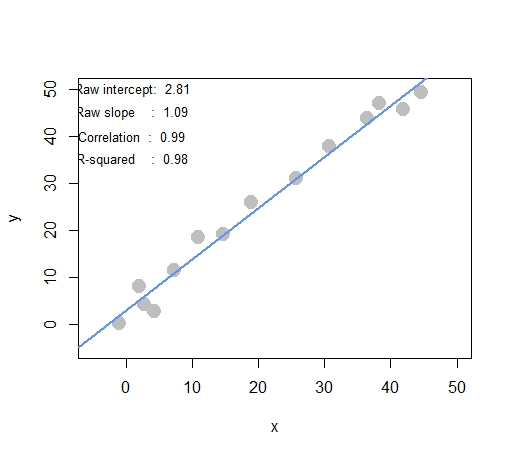 Raw intercept: 2.81
Raw slope : 1.09
Correlation : 0.99
R-squared : 0.98
50
40
30
20
10
0
y
0 10 20 30 40 50
x